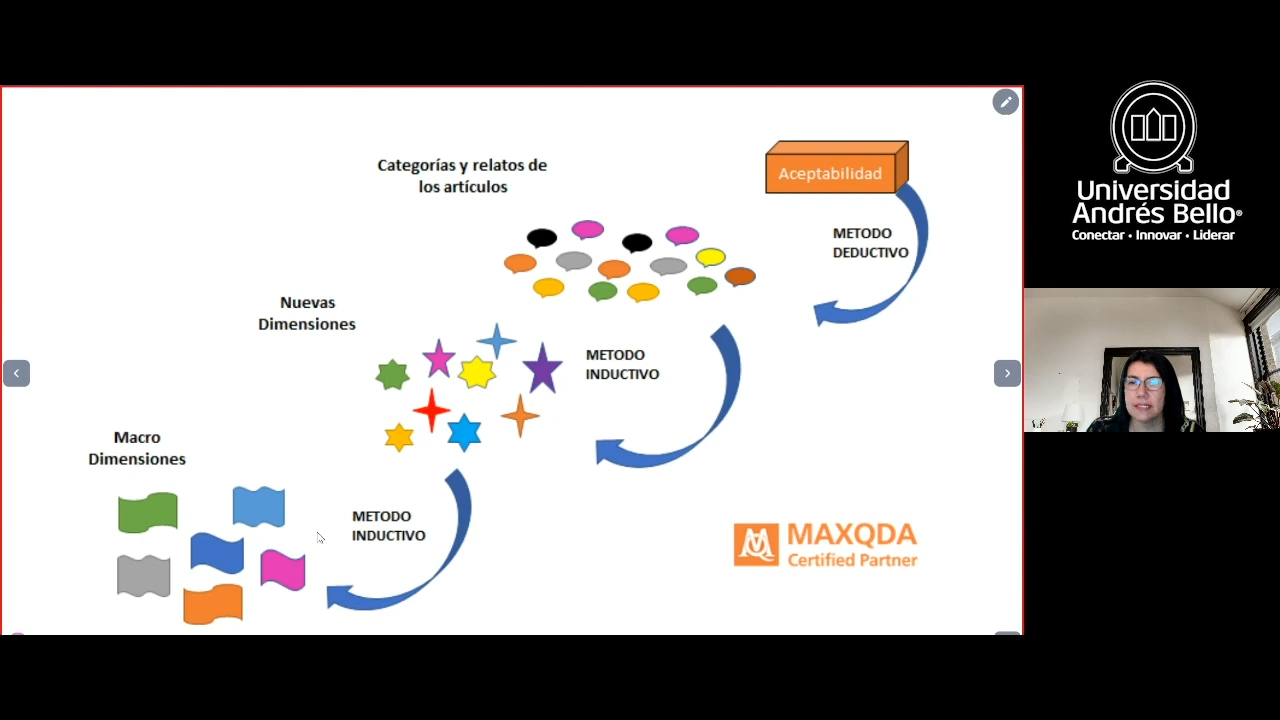 Categorías y relatos de
los artículos
Aceptabilidad
METODO
DEDUCTIVO
Nuevas
Dimensiones
METODO
INDUCTIVO
Macro
Dimensiones
METODO
INDUCTIVO
MAXQDA
Certified Partner
Universidad
Andrés Bello®
Conectar • Innovar • Liderar